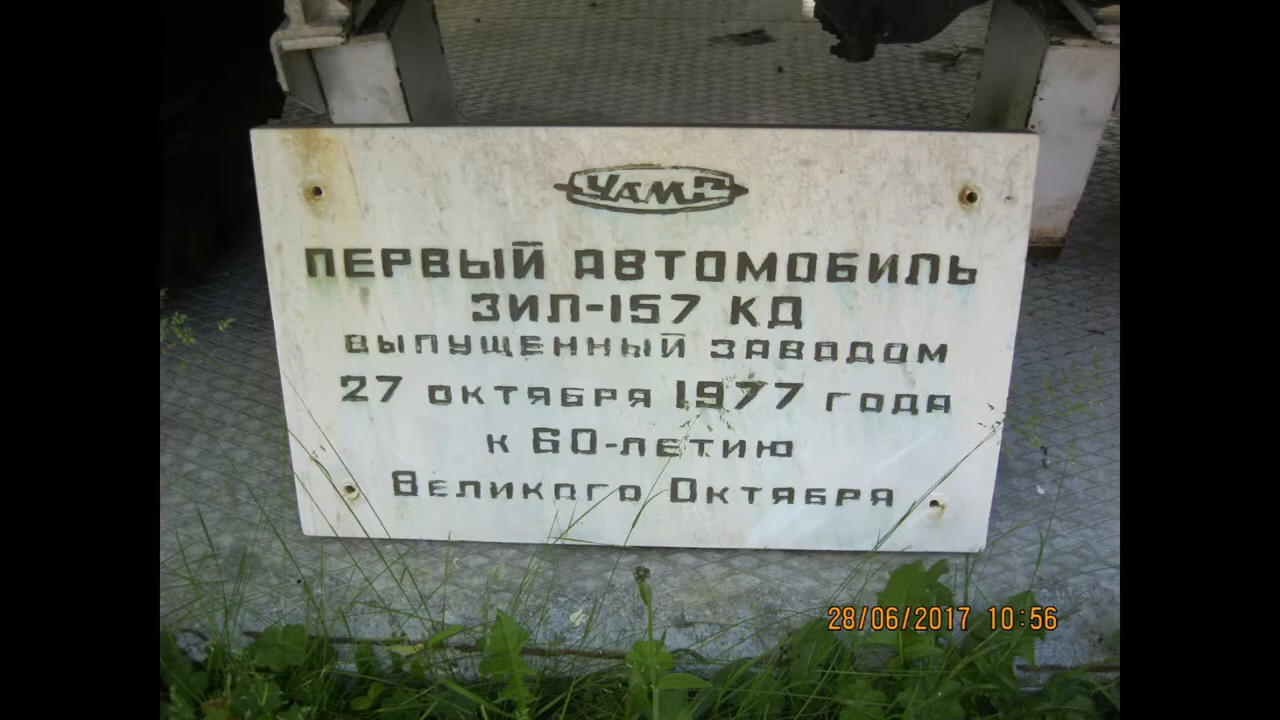 УАМЗ
ПЕРВЫЙ АВТОМОБИЛЬ
ЗИЛ-157 КД
ВЫПУЩЕННЫЙ ЗАВОДОМ
27 ОКТЯБРЯ 1977 ГОДА
К 60-ЛЕТИЮ
ВЕЛИКОГО ОКТЯБРЯ
28/06/2017 10:56